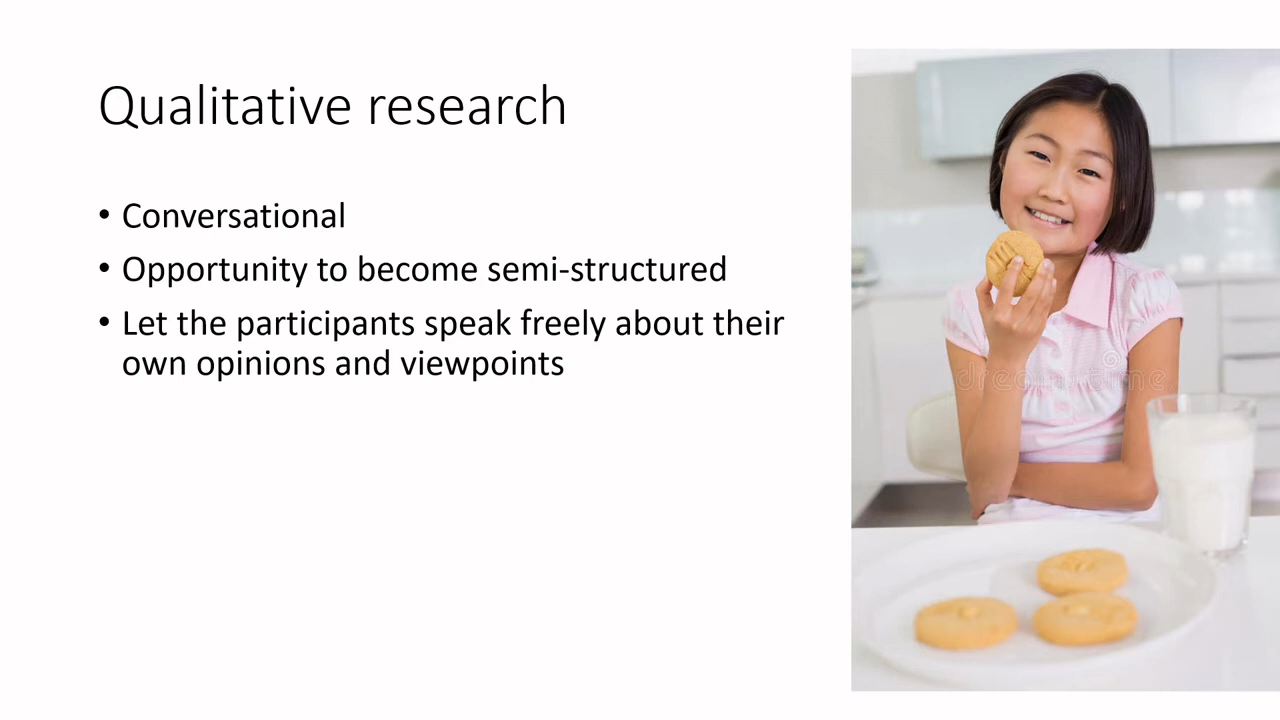 Qualitative research
• Conversational
• Opportunity to become semi-structured
• Let the participants speak freely about their
own opinions and viewpoints
dreamstime